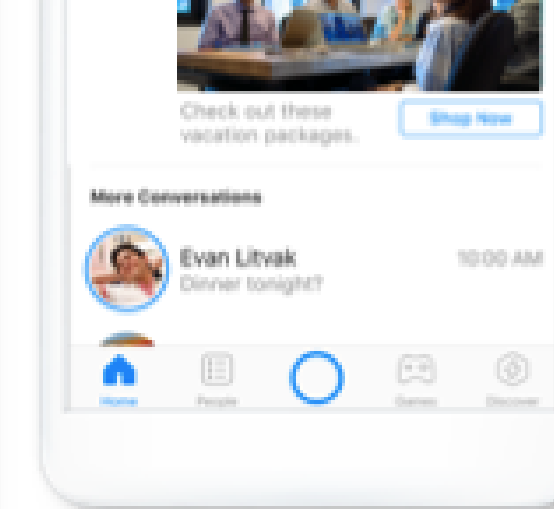 Check out these
vacation packages.
Shop Now
More Conversations
Evan Litvak
10:00 AM
Dinner tonight?
Home
People
Games
Discover